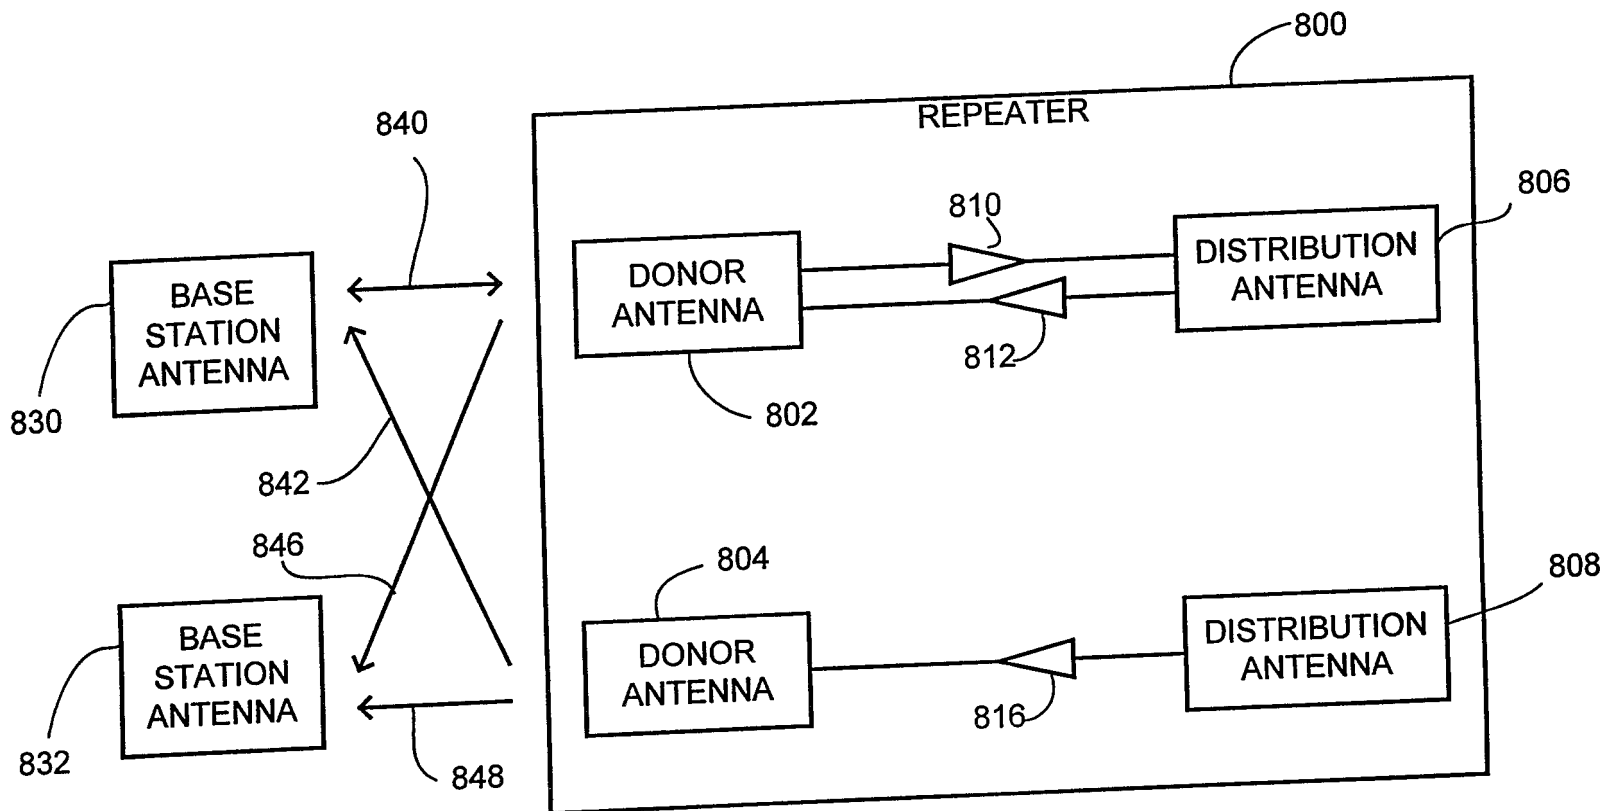 800
REPEATER
840
806
810
DONOR
ANTENNA
DISTRIBUTION
ANTENNA
BASE
STATION
ANTENNA
812
802
830
842
846
804
808
BASE
STATION
ANTENNA
DONOR
ANTENNA
DISTRIBUTION
ANTENNA
816
832
848